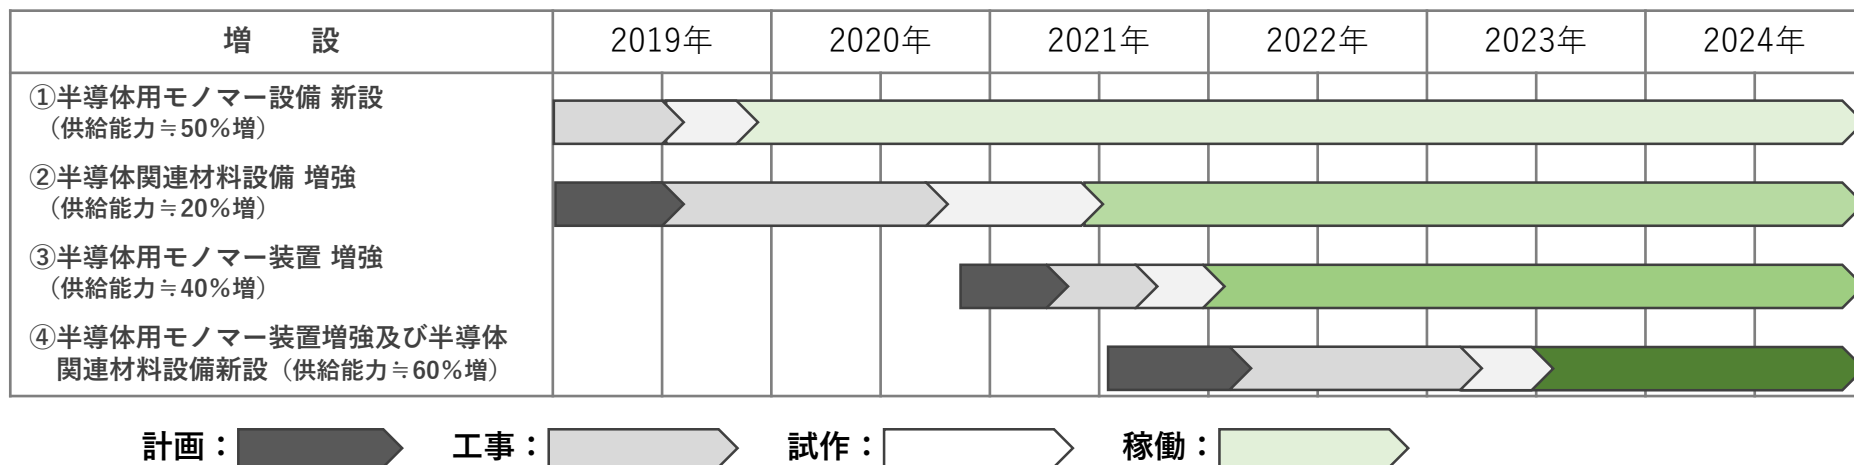 増　設 2019年 2020年 2021年 2022年 2023年 2024年
①半導体用モノマー設備 新設
（供給能力≒50%増）
②半導体関連材料設備 増強
（供給能力≒20%増）
③半導体用モノマー装置 増強
（供給能力≒40%増）
④半導体用モノマー装置増強及び半導体
関連材料設備新設（供給能力≒60%増）
計画： 工事： 試作： 稼働：